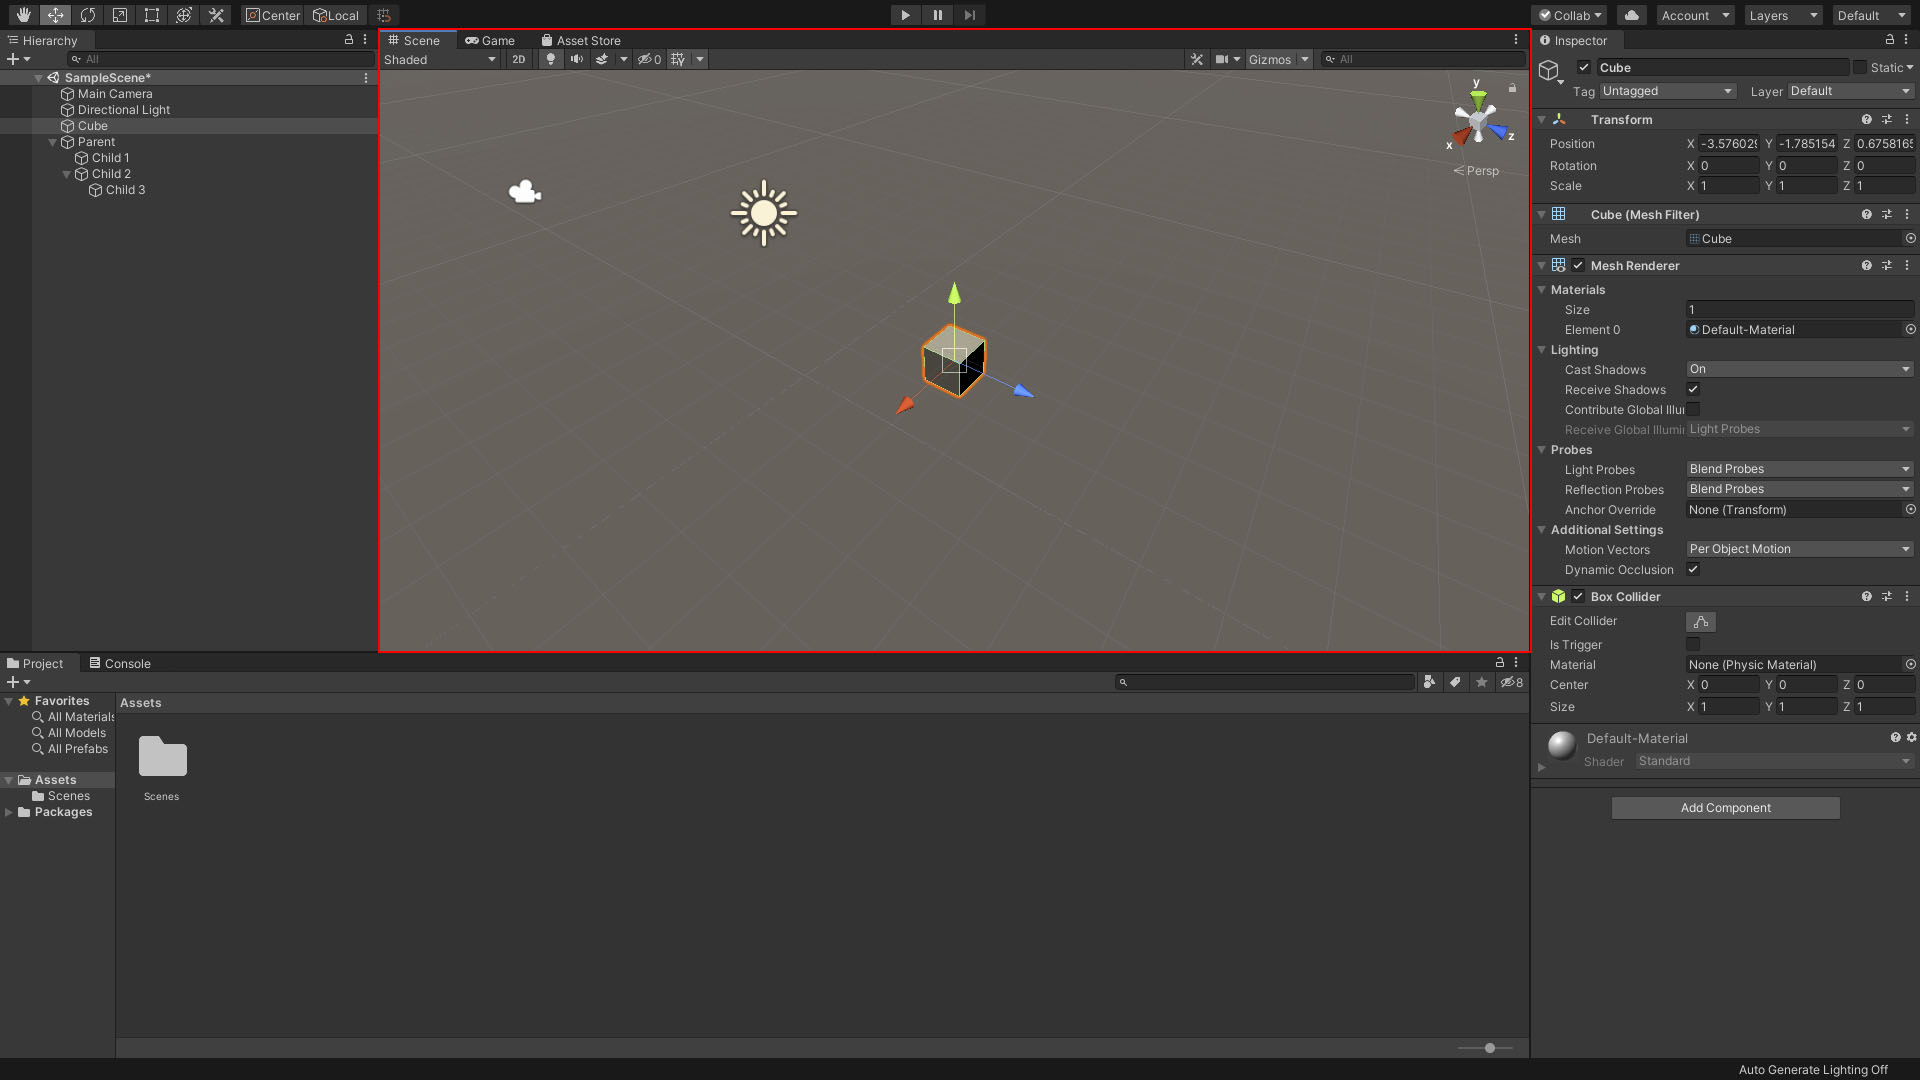 Center Local Collab Account Layers Default
Hierarchy
All
SampleScene*
Main Camera
Directional Light
Cube
Parent
Child 1
Child 2
Child 3
Scene Game Asset Store
Shaded 2D 0 Gizmos All
y
z
x
Persp
Inspector
Cube Static
Tag Untagged Layer Default
Transform
Position X -3.57602 Y -1.785154 Z 0.675816
Rotation X 0 Y 0 Z 0
Scale X 1 Y 1 Z 1
Cube (Mesh Filter)
Mesh Cube
Mesh Renderer
Materials
Size 1
Element 0 Default-Material
Lighting
Cast Shadows On
Receive Shadows
Contribute Global Illu
Receive Global Illumi Light Probes
Probes
Light Probes Blend Probes
Reflection Probes Blend Probes
Anchor Override None (Transform)
Additional Settings
Motion Vectors Per Object Motion
Dynamic Occlusion
Box Collider
Edit Collider
Is Trigger
Material None (Physic Material)
Center X 0 Y 0 Z 0
Size X 1 Y 1 Z 1
Default-Material
Shader Standard
Add Component
Project Console
8
Favorites
All Materials
All Models
All Prefabs
Assets
Scenes
Packages
Assets
Scenes
Auto Generate Lighting Off